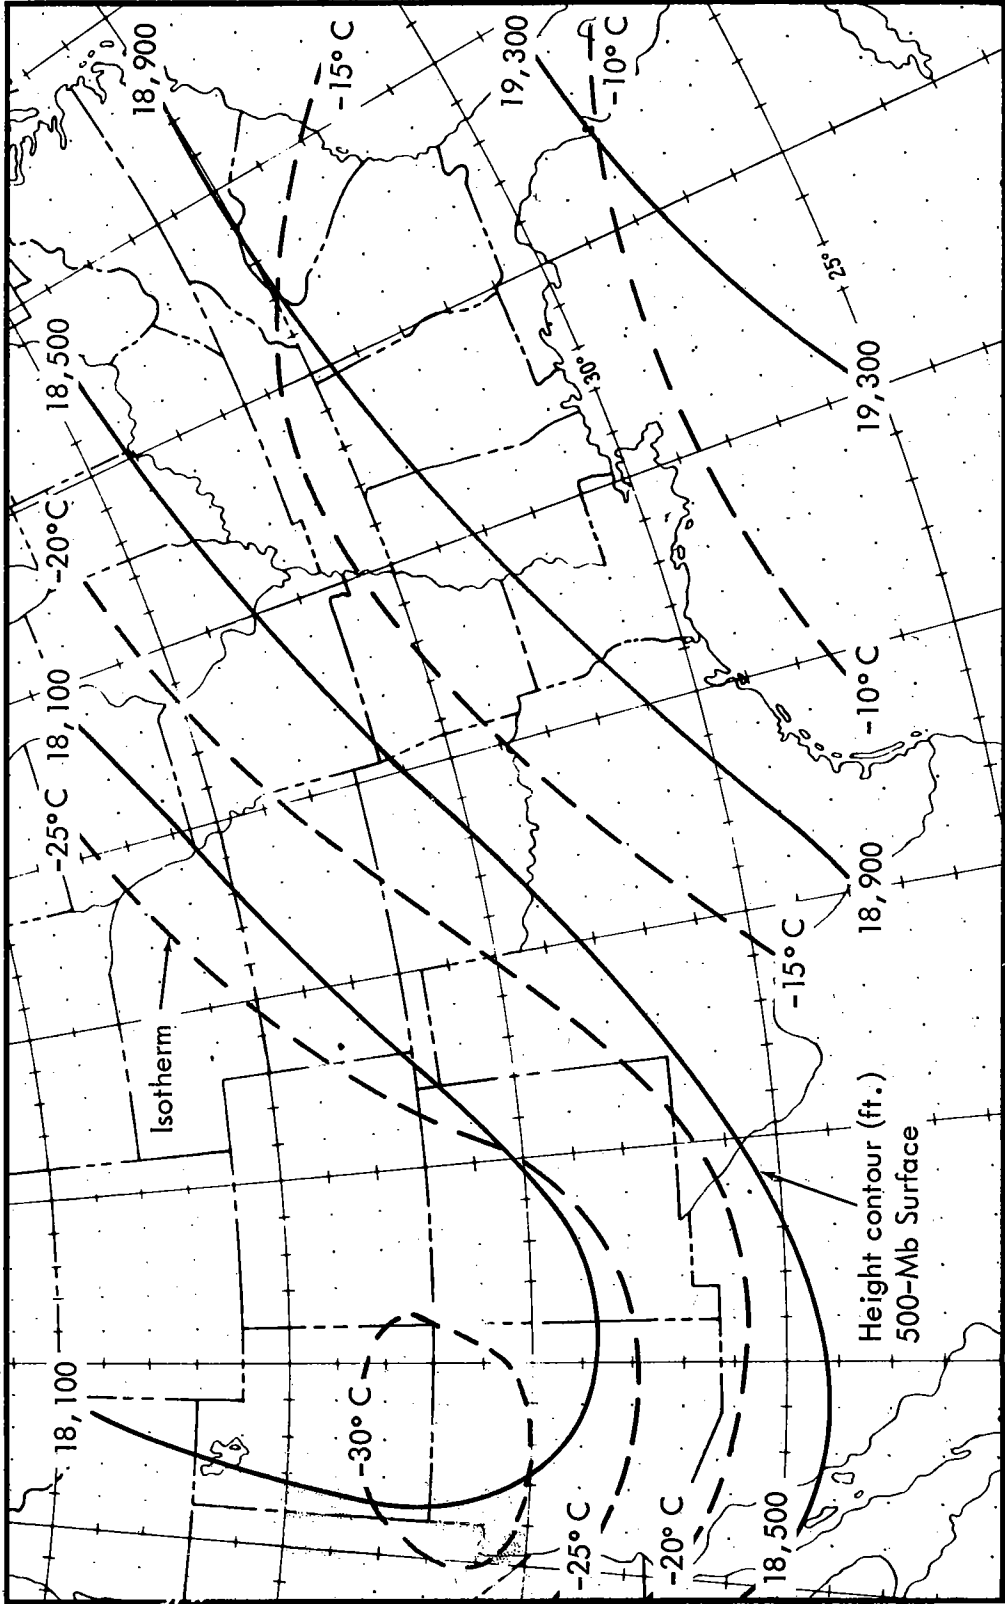 18,100
-25°C
18,100
-20°C
18,500
18,900
Isotherm
-15°C
-30°C
19,300
-25°C
30°
-10°C
-20°C
18,500
-15°C
25°
Height contour (ft.)
500-Mb Surface
18,900
-10°C
19,300